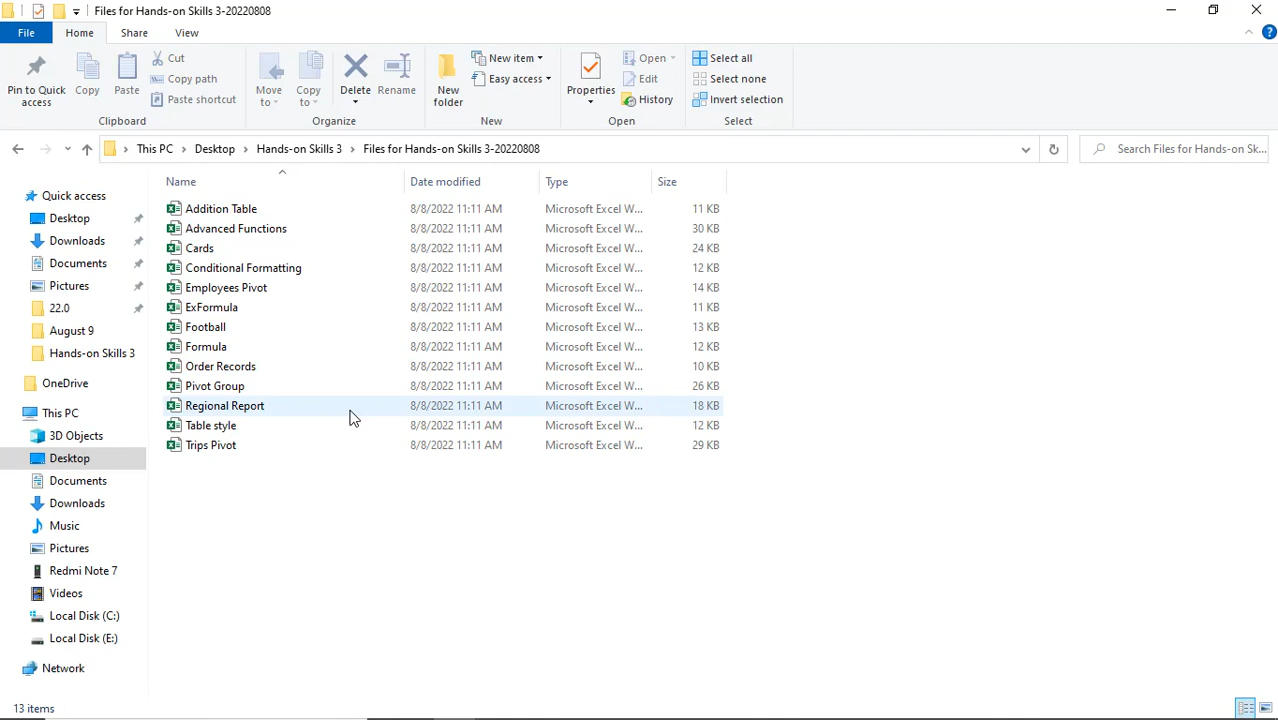 Files for Hands-on Skills 3-20220808
File Home Share View
Pin to Quick access
Copy
Paste
Cut
Copy path
Paste shortcut
Clipboard
Move to
Copy to
Delete
Rename
Organize
New folder
New item
Easy access
New
Properties
Open
Edit
History
Open
Select all
Select none
Invert selection
Select
This PC Desktop Hands-on Skills 3 Files for Hands-on Skills 3-20220808
Search Files for Hands-on Sk...
Quick access
Desktop
Downloads
Documents
Pictures
22.0
August 9
Hands-on Skills 3
OneDrive
This PC
3D Objects
Desktop
Documents
Downloads
Music
Pictures
Redmi Note 7
Videos
Local Disk (C:)
Local Disk (E:)
Network
Name Date modified Type Size
Addition Table 8/8/2022 11:11 AM Microsoft Excel W... 11 KB
Advanced Functions 8/8/2022 11:11 AM Microsoft Excel W... 30 KB
Cards 8/8/2022 11:11 AM Microsoft Excel W... 24 KB
Conditional Formatting 8/8/2022 11:11 AM Microsoft Excel W... 12 KB
Employees Pivot 8/8/2022 11:11 AM Microsoft Excel W... 14 KB
ExFormula 8/8/2022 11:11 AM Microsoft Excel W... 11 KB
Football 8/8/2022 11:11 AM Microsoft Excel W... 13 KB
Formula 8/8/2022 11:11 AM Microsoft Excel W... 12 KB
Order Records 8/8/2022 11:11 AM Microsoft Excel W... 10 KB
Pivot Group 8/8/2022 11:11 AM Microsoft Excel W... 26 KB
Regional Report 8/8/2022 11:11 AM Microsoft Excel W... 18 KB
Table style 8/8/2022 11:11 AM Microsoft Excel W... 12 KB
Trips Pivot 8/8/2022 11:11 AM Microsoft Excel W... 29 KB
13 items